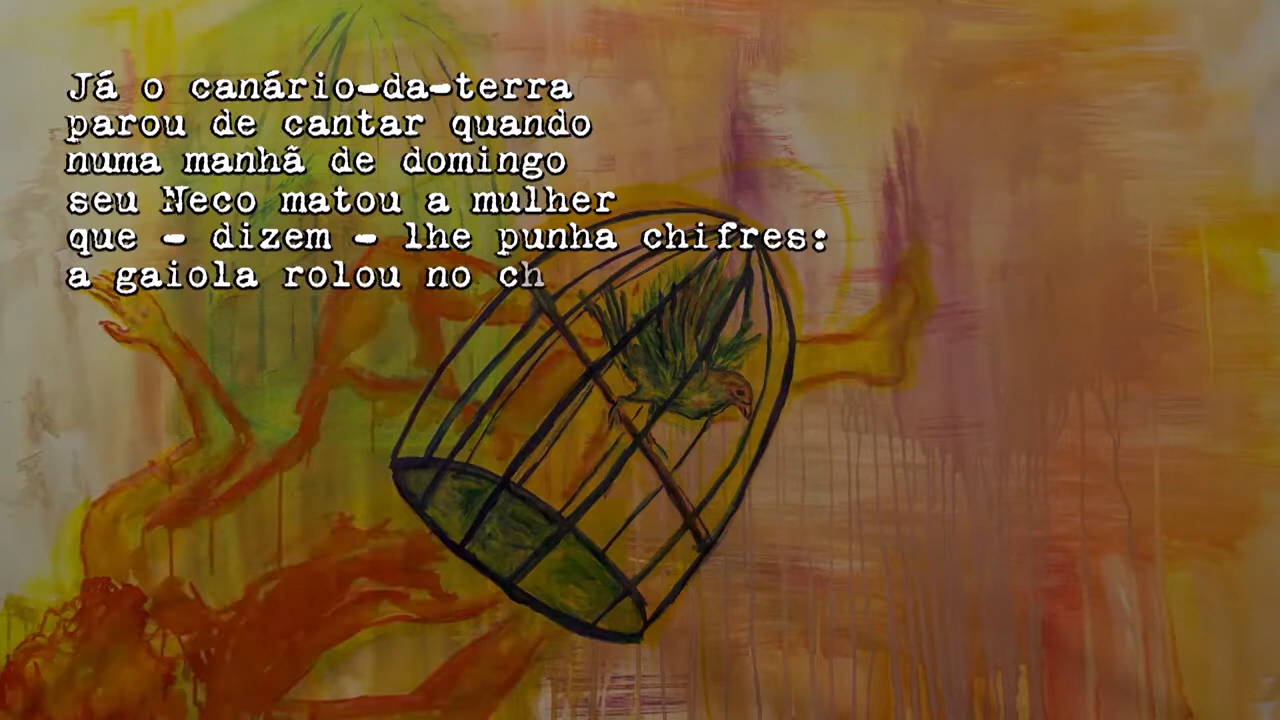 Já o canário-da-terra
parou de cantar quando
numa manhã de domingo
seu Neco matou a mulher
que - dizem - lhe punha chifres:
a gaiola rolou no ch